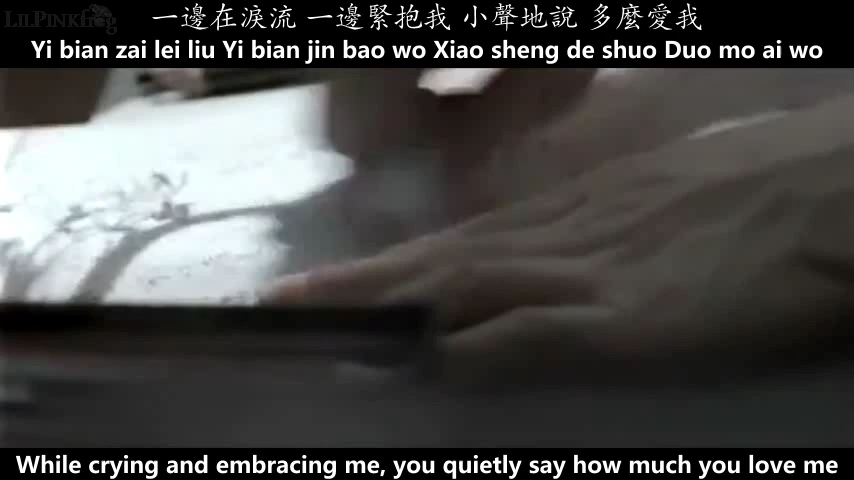 一邊在淚流 一邊緊抱我 小聲地說 多麼愛我
LILPINKfrog
Yi bian zai lei liu Yi bian jin bao wo Xiao sheng de shuo Duo mo ai wo
While crying and embracing me, you quietly say how much you love me